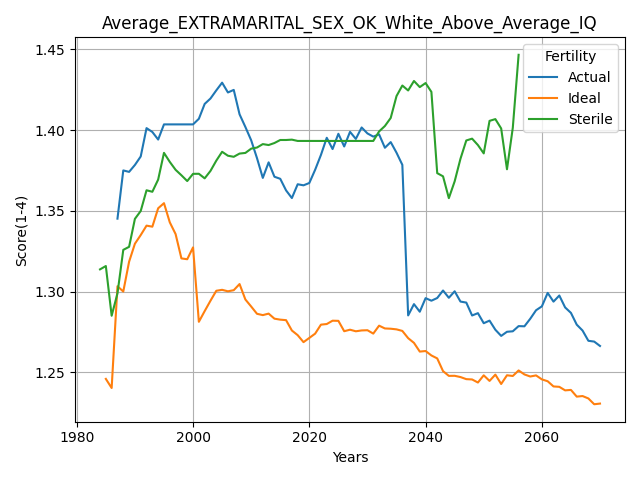 Average_EXTRAMARITAL_SEX_OK_White_Above_Average_IQ
Score(1-4)
1.45
1.40
1.35
1.30
1.25
Fertility
Actual
Ideal
Sterile
1980
2000
2020
2040
2060
Years